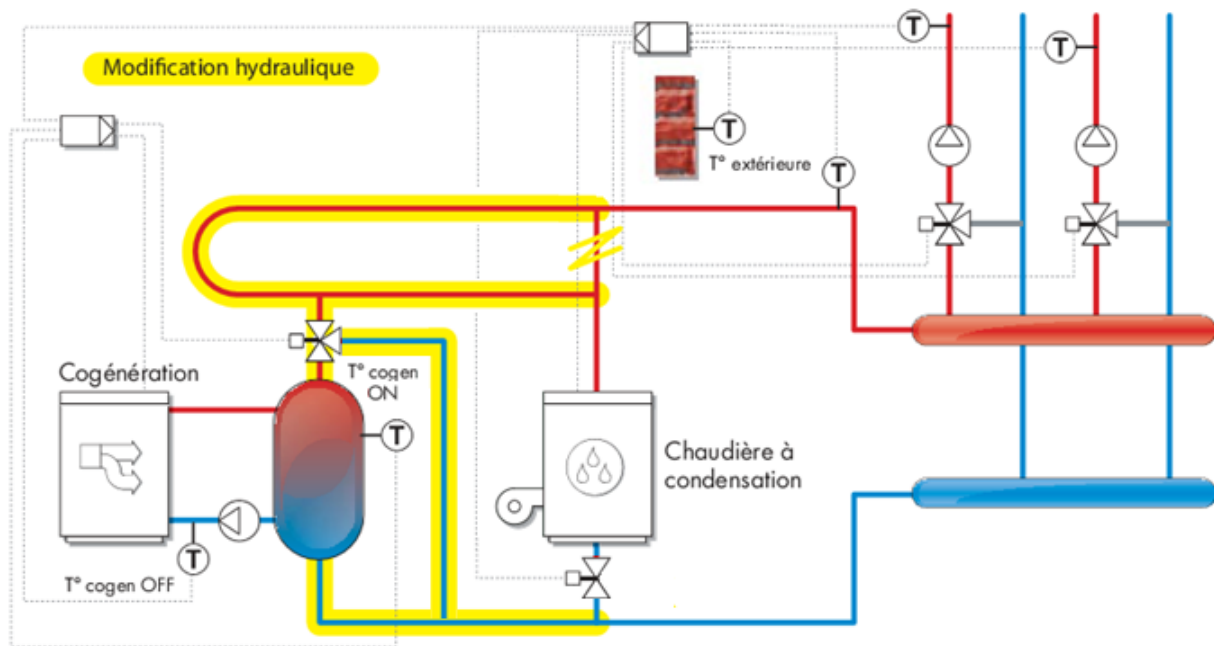 T
T
Modification hydraulique
T
T° extérieure
T
Cogénération
T° cogen
ON
T
Chaudière à
condensation
T
T° cogen OFF